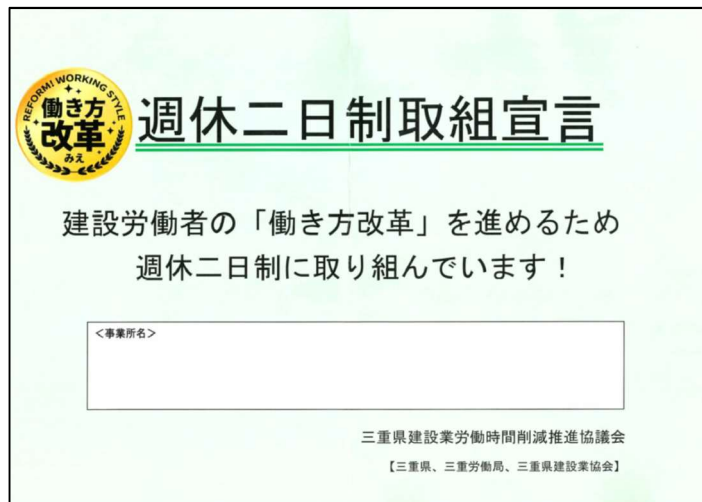 REFORM! WORKING STYLE
働き方
改革
みえ
週休二日制取組宣言
建設労働者の「働き方改革」を進めるため
週休二日制に取り組んでいます！
＜事業所名＞
三重県建設業労働時間削減推進協議会
【三重県、三重労働局、三重県建設業協会】